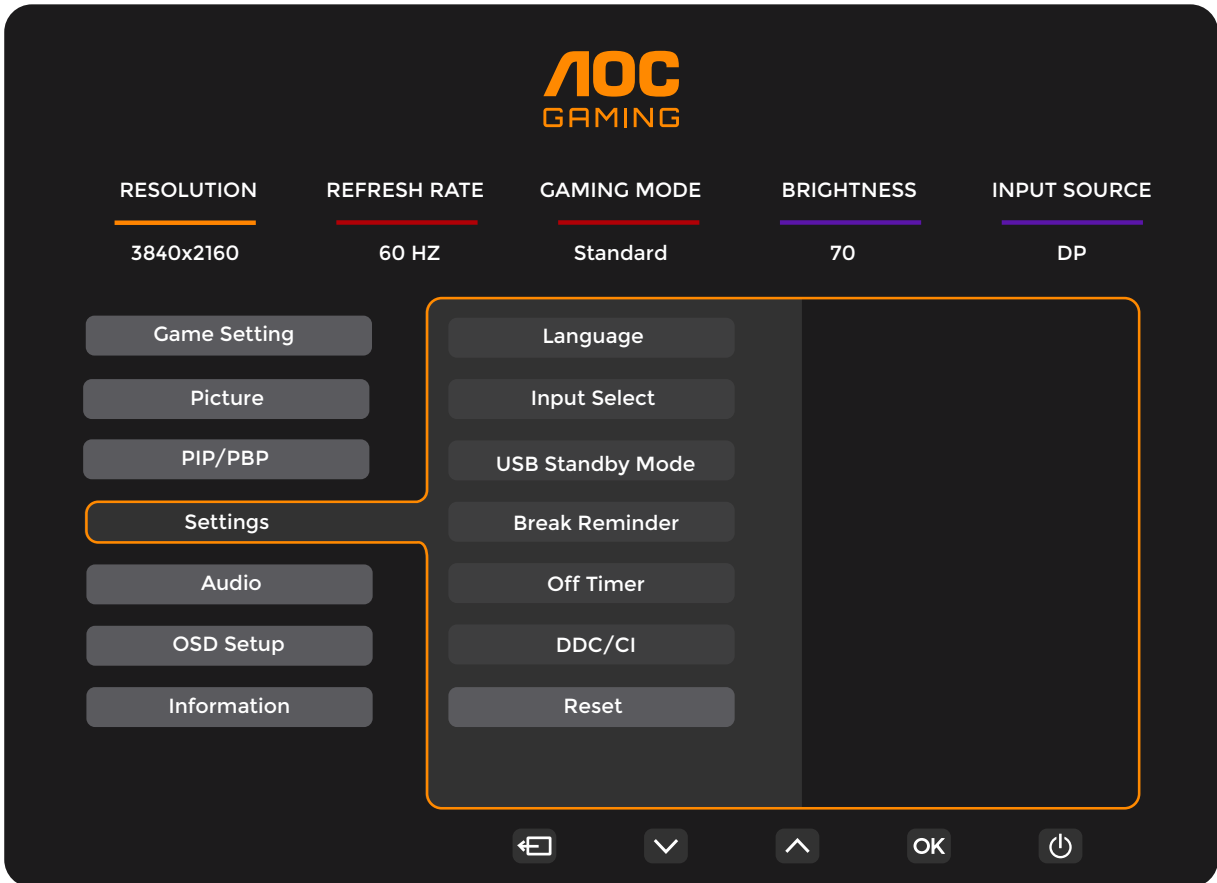 AOC
GAMING
RESOLUTION REFRESH RATE GAMING MODE BRIGHTNESS INPUT SOURCE
3840x2160 60 HZ Standard 70 DP
Game Setting
Picture
PIP/PBP
Settings
Audio
OSD Setup
Information
Language
Input Select
USB Standby Mode
Break Reminder
Off Timer
DDC/CI
Reset
OK